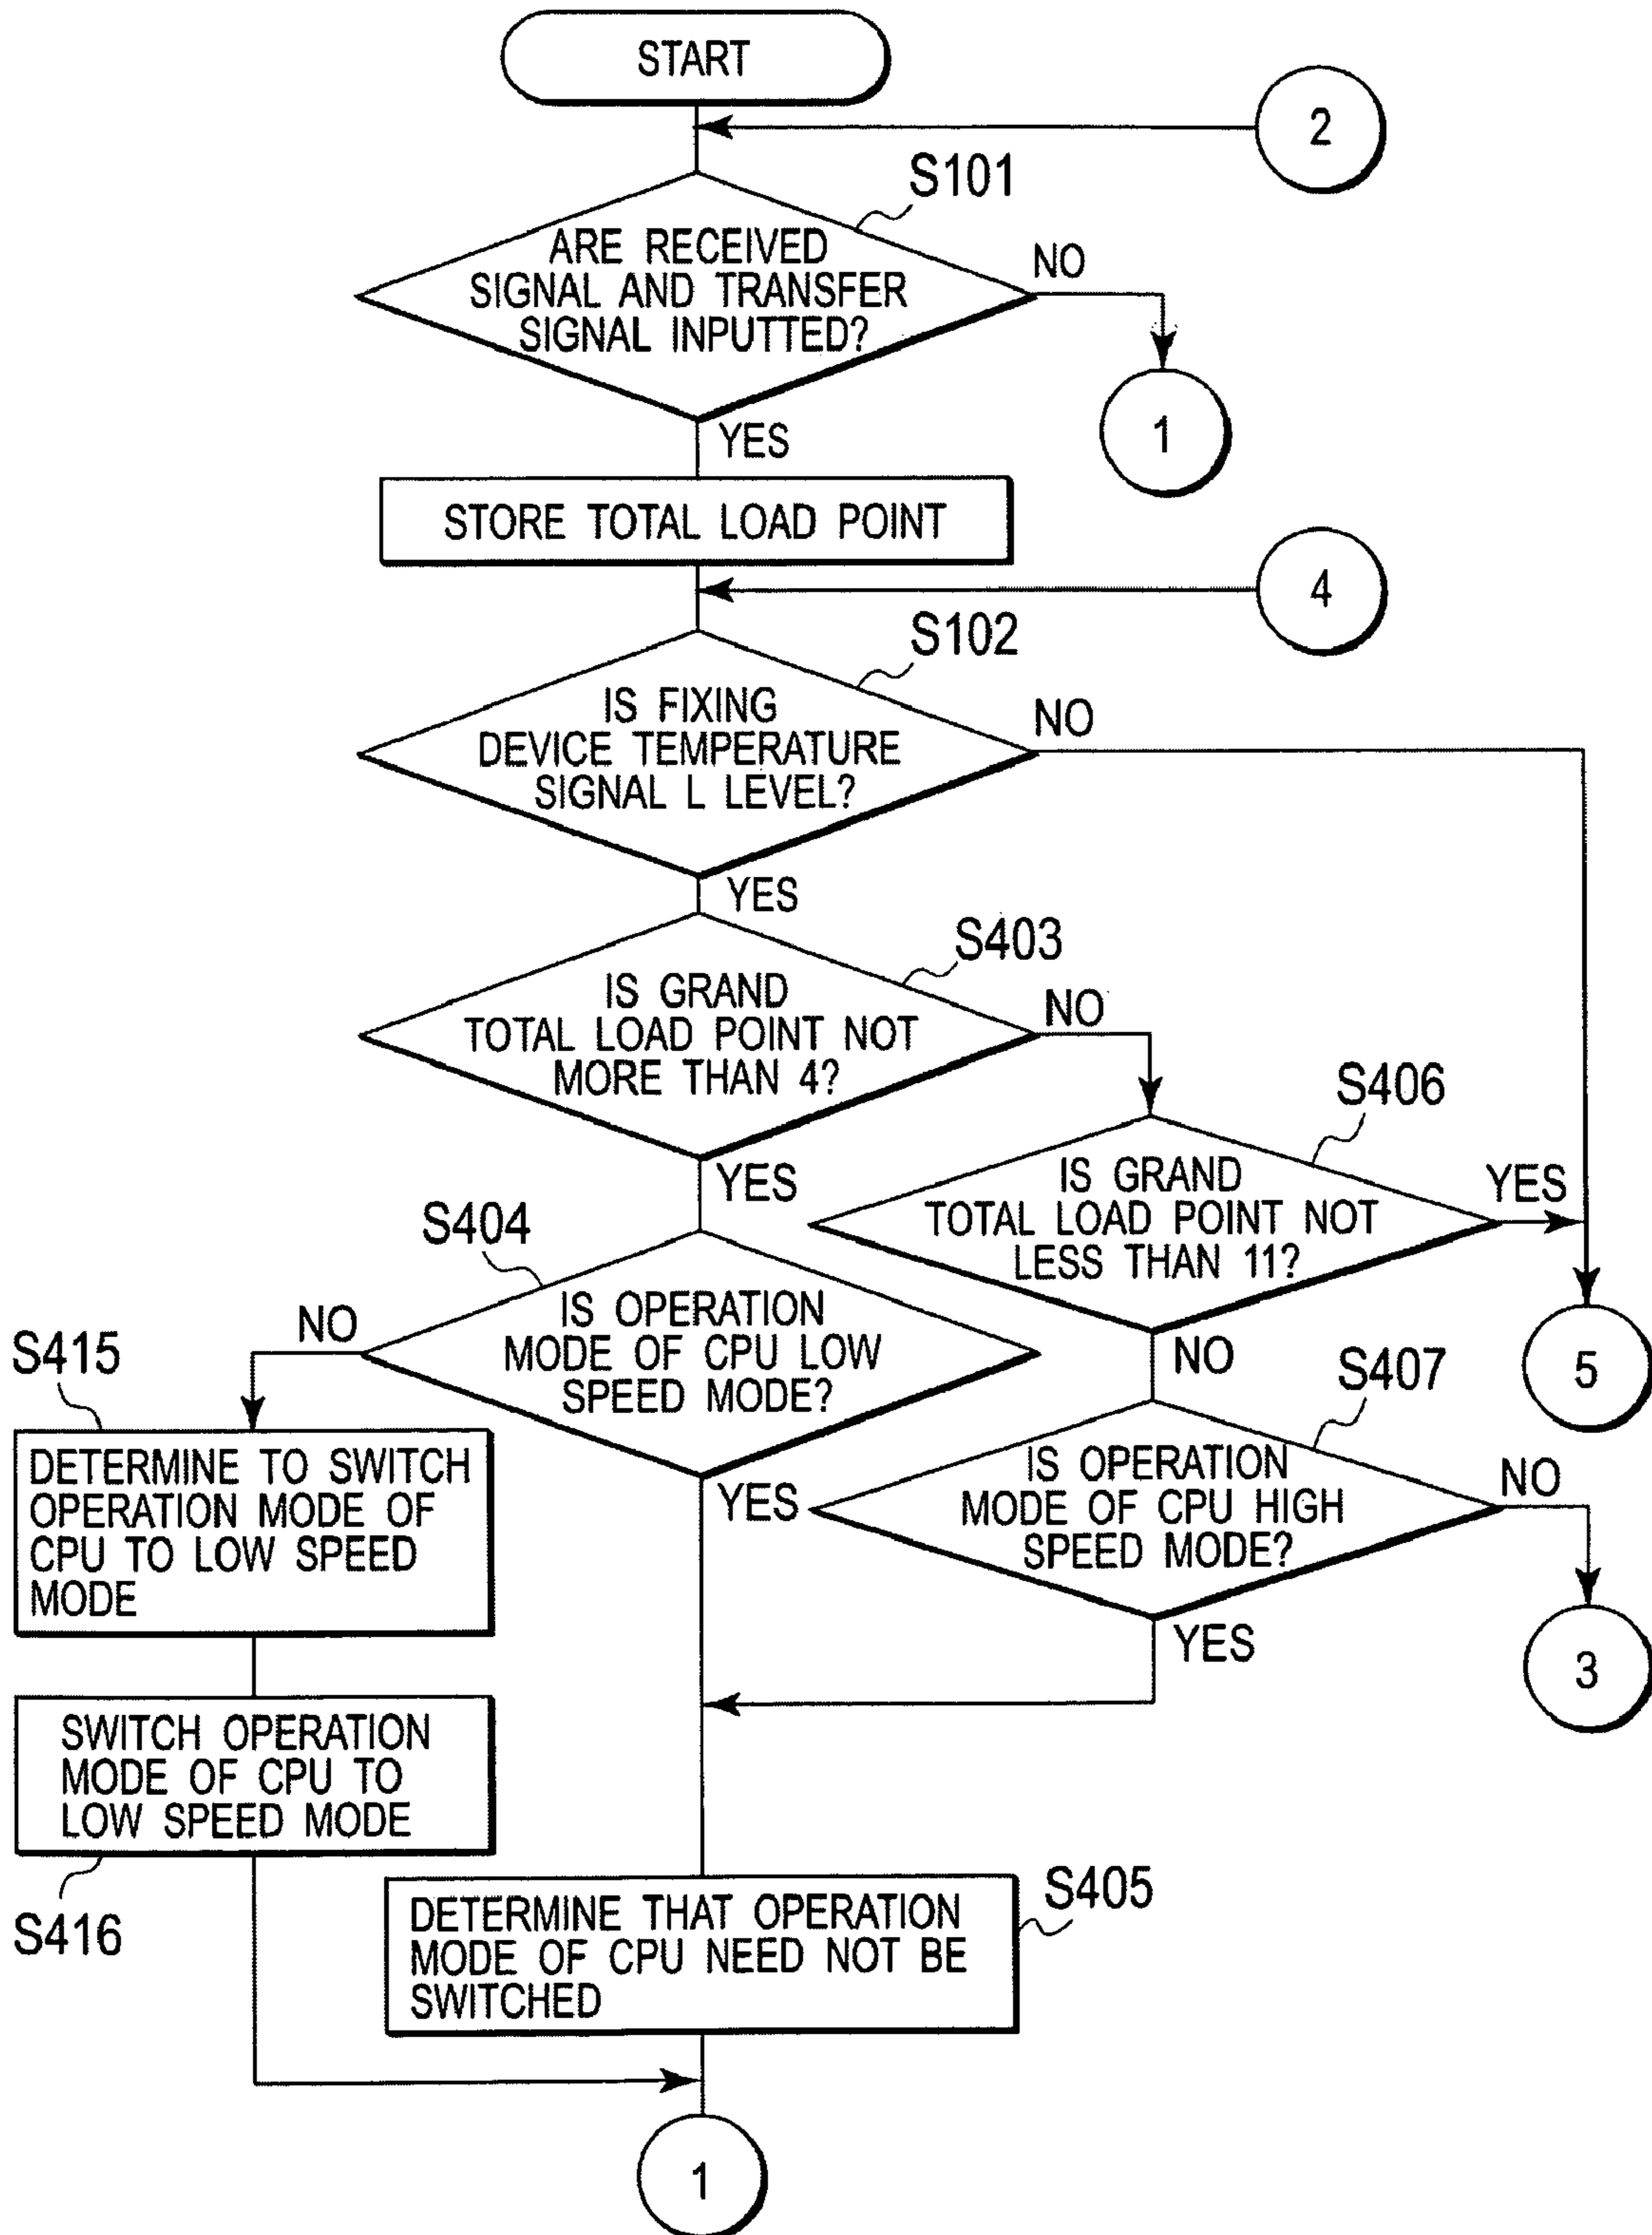 START
2
S101
ARE RECEIVED
SIGNAL AND TRANSFER
SIGNAL INPUTTED?
NO
1
YES
STORE TOTAL LOAD POINT
4
S102
IS FIXING
DEVICE TEMPERATURE
SIGNAL L LEVEL?
NO
YES
S403
IS GRAND
TOTAL LOAD POINT NOT
MORE THAN 4?
NO
YES
S406
IS GRAND
TOTAL LOAD POINT NOT
LESS THAN 11?
YES
5
NO
S404
IS OPERATION
MODE OF CPU LOW
SPEED MODE?
NO
YES
S407
IS OPERATION
MODE OF CPU HIGH
SPEED MODE?
NO
3
YES
S415
DETERMINE TO SWITCH
OPERATION MODE OF
CPU TO LOW SPEED
MODE
SWITCH OPERATION
MODE OF CPU TO
LOW SPEED MODE
S416
S405
DETERMINE THAT OPERATION
MODE OF CPU NEED NOT BE
SWITCHED
1